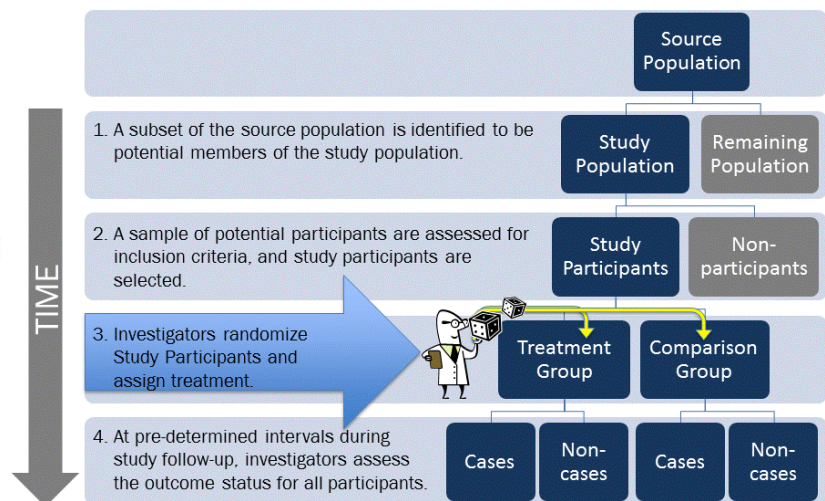 Source
Population
1. A subset of the source population is identified to be
potential members of the study population.
Study
Population
Remaining
Population
2. A sample of potential participants are assessed for
inclusion criteria, and study participants are
selected.
Study
Participants
Non-
participants
TIME
3. Investigators randomize
Study Participants and
assign treatment.
Treatment
Group
Comparison
Group
4. At pre-determined intervals during
study follow-up, investigators assess
the outcome status for all participants.
Cases
Non-
cases
Cases
Non-
cases